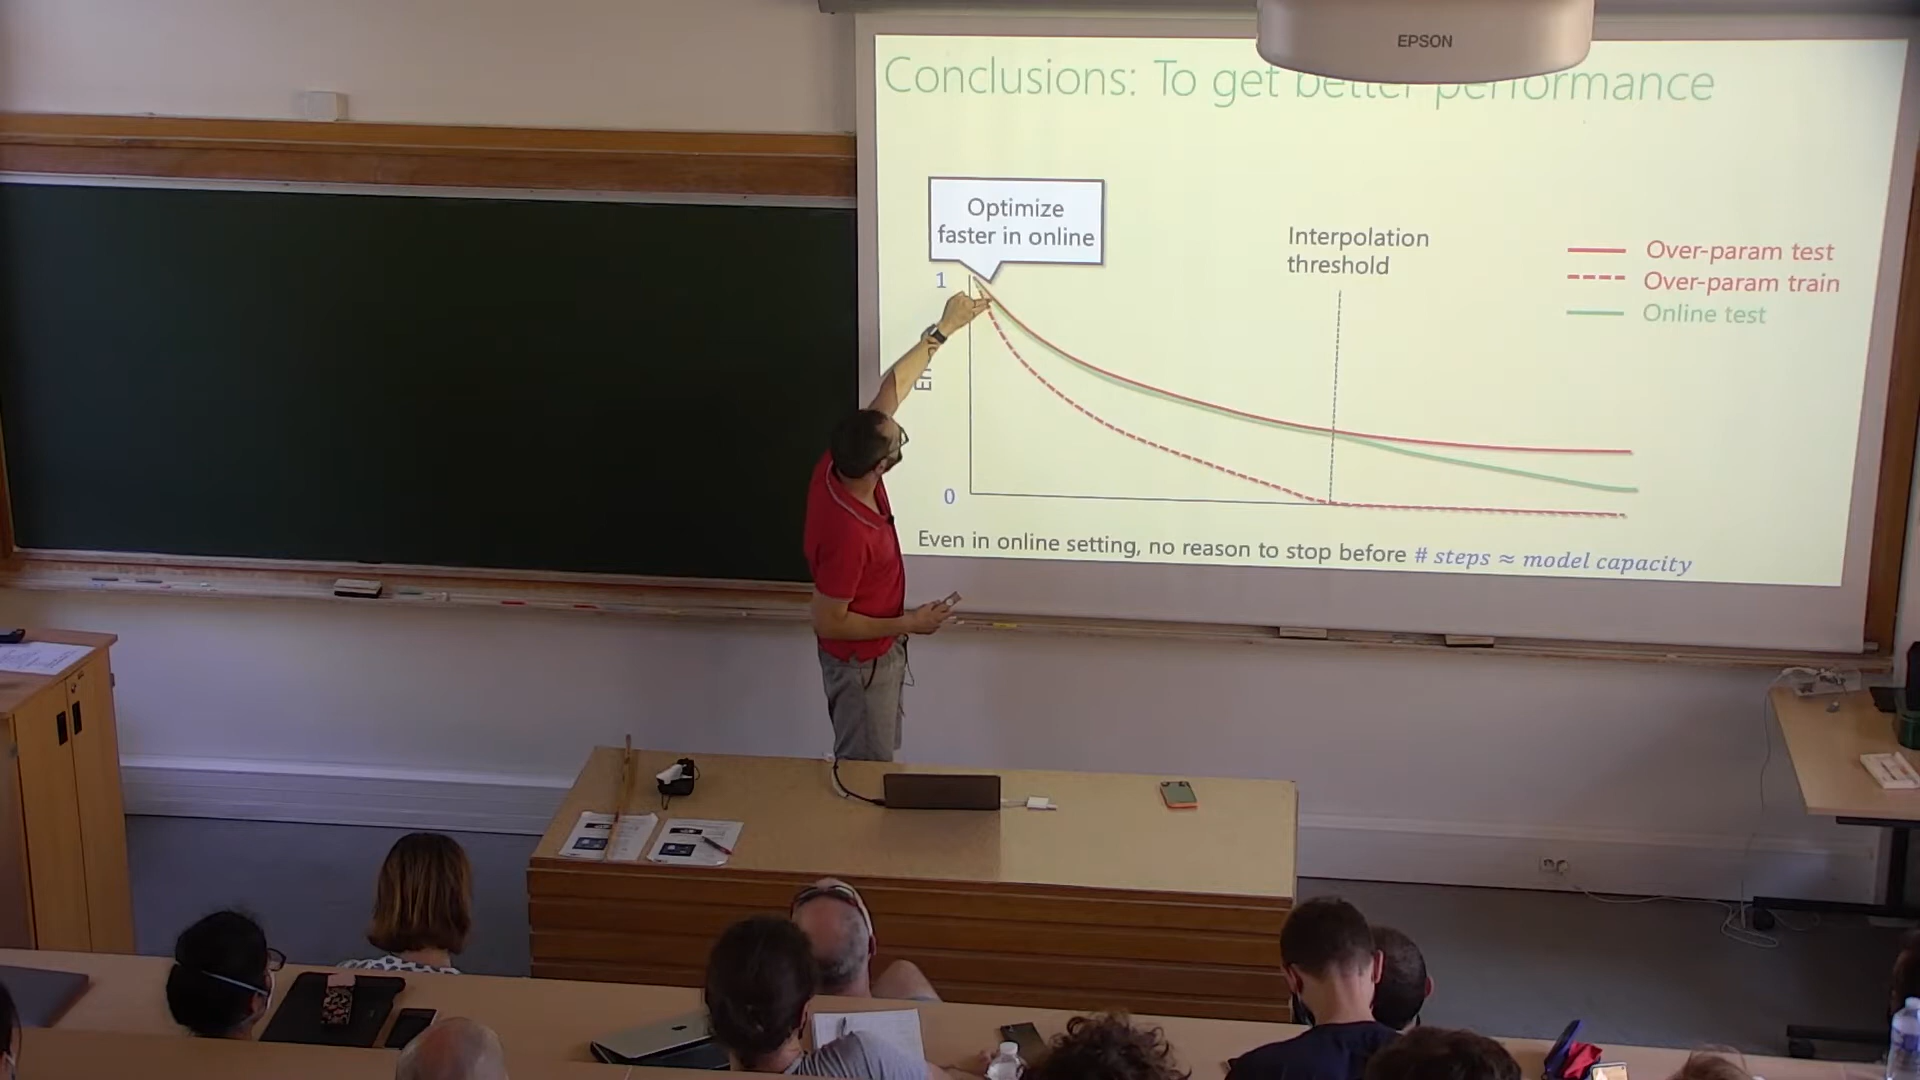 EPSON
Conclusions: To get better performance
Optimize
faster in online
Interpolation
threshold
Over-param test
Over-param train
Online test
1
0
Even in online setting, no reason to stop before # steps ≈ model capacity